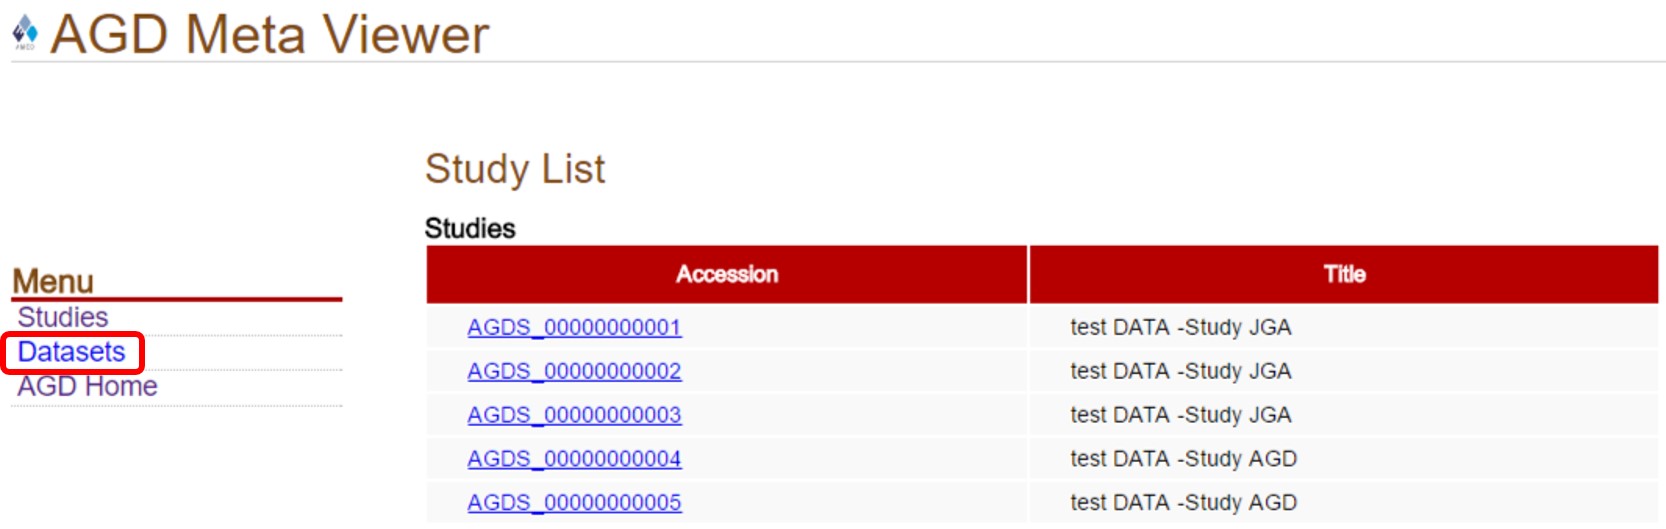 AMED
AGD Meta Viewer
Menu
Studies
Datasets
AGD Home
Study List
Studies
Accession Title
AGDS_00000000001 test DATA -Study JGA
AGDS_00000000002 test DATA -Study JGA
AGDS_00000000003 test DATA -Study JGA
AGDS_00000000004 test DATA -Study AGD
AGDS_00000000005 test DATA -Study AGD